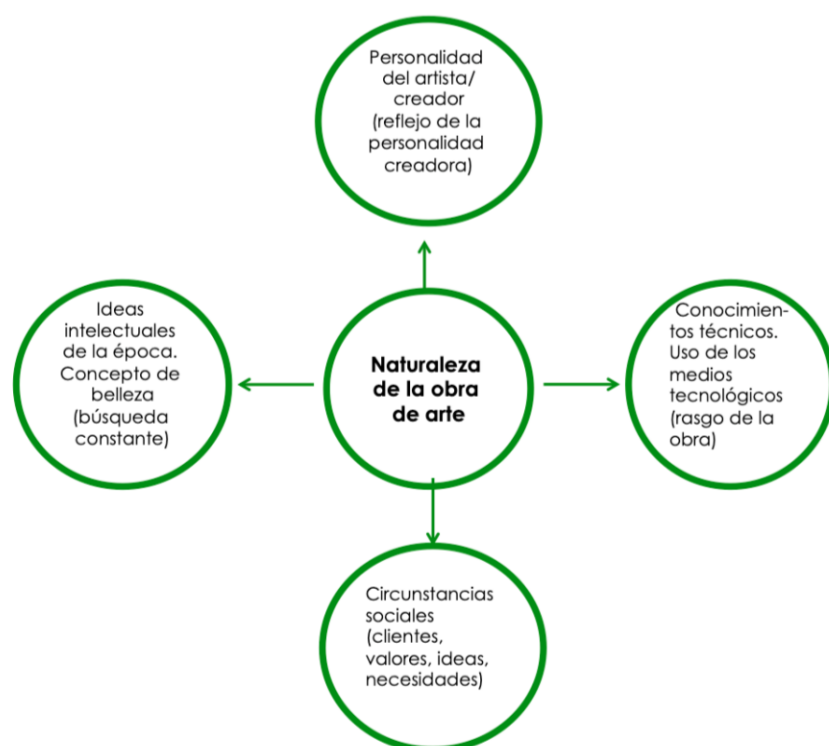 Personalidad
del artista/
creador
(reflejo de la
personalidad
creadora)
Ideas
intelectuales
de la época.
Concepto de
belleza
(búsqueda
constante)
Naturaleza
de la obra
de arte
Conocimien-
tos técnicos.
Uso de los
medios
tecnológicos
(rasgo de la
obra)
Circunstancias
sociales
(clientes,
valores, ideas,
necesidades)